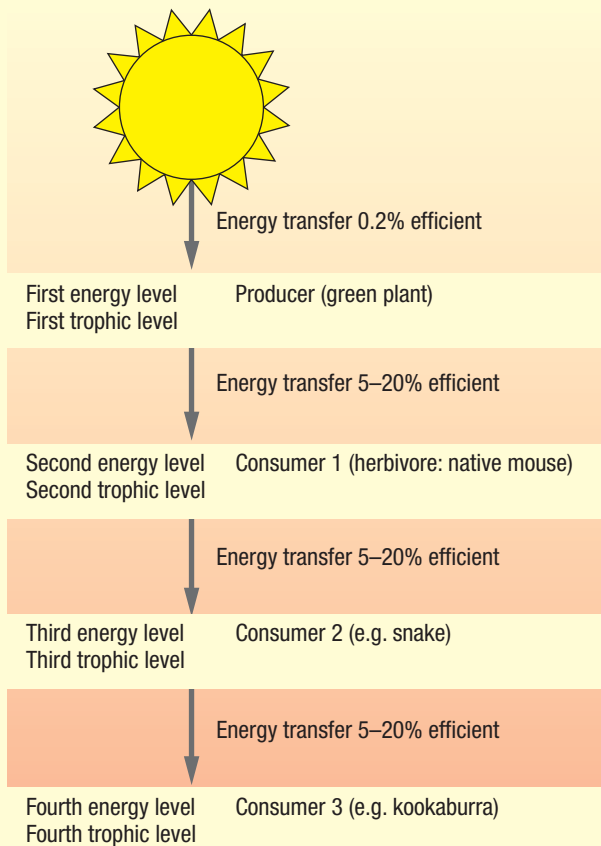 Energy transfer 0.2% efficient
First energy level Producer (green plant)
First trophic level
Energy transfer 5–20% efficient
Second energy level Consumer 1 (herbivore: native mouse)
Second trophic level
Energy transfer 5–20% efficient
Third energy level Consumer 2 (e.g. snake)
Third trophic level
Energy transfer 5–20% efficient
Fourth energy level Consumer 3 (e.g. kookaburra)
Fourth trophic level